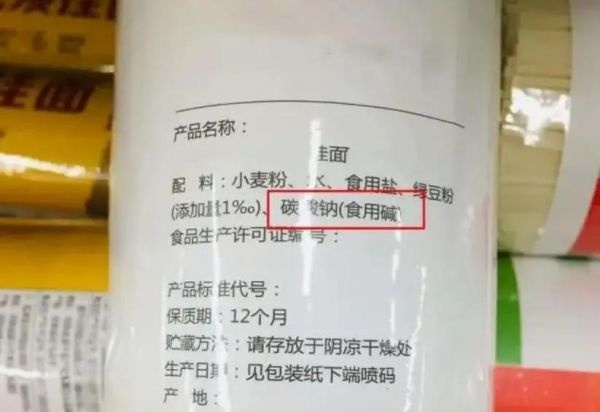 挂面
产品名称：
挂面
配 料：小麦粉、水、食用盐、绿豆粉
(添加量1‰)、碳酸钠(食用碱)
食品生产许可证编号：
产品标准代号：
保质期：12个月
贮藏方法：请存放于阴凉干燥处
生产日期：见包装纸下端喷码
产 地：